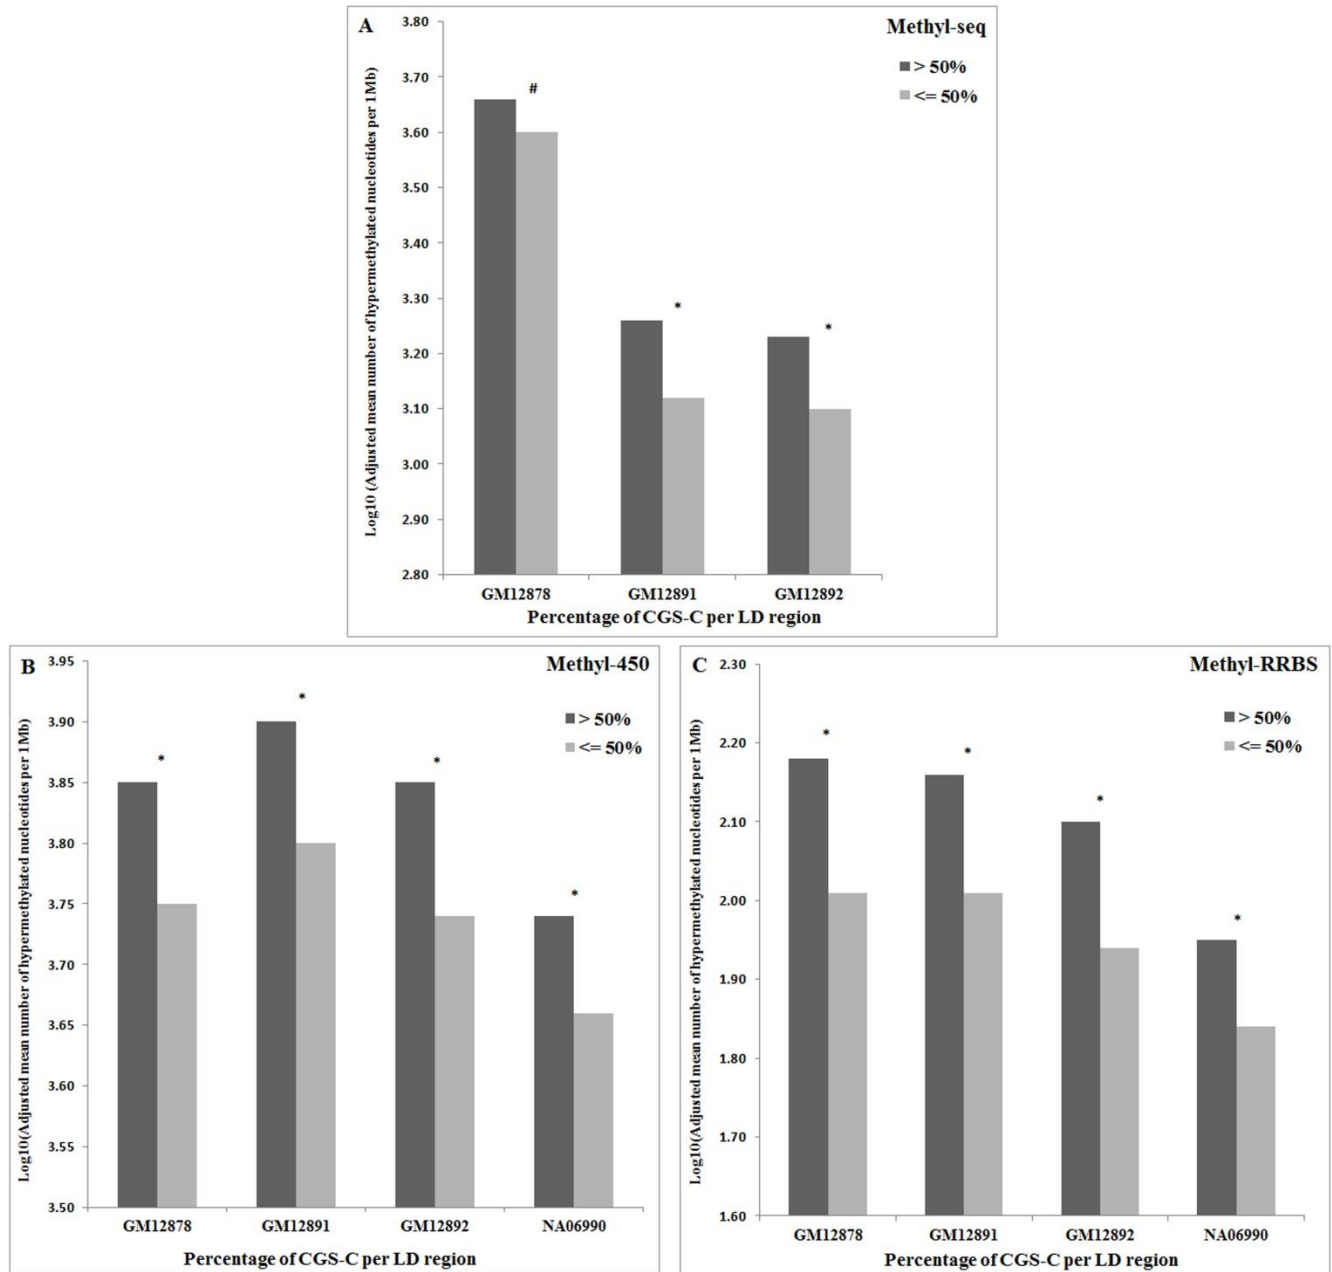 A
Methyl-seq
> 50%
<= 50%
Log10 (Adjusted mean number of hypermethylated nucleotides per 1Mb)
3.80
3.70
3.60
3.50
3.40
3.30
3.20
3.10
3.00
2.90
2.80
#
*
*
GM12878
GM12891
GM12892
Percentage of CGS-C per LD region
B
Methyl-450
> 50%
<= 50%
Log10(Adjusted mean number of hypermethylated nucleotides per 1Mb)
3.95
3.90
3.85
3.80
3.75
3.70
3.65
3.60
3.55
3.50
*
*
*
*
GM12878
GM12891
GM12892
NA06990
Percentage of CGS-C per LD region
C
Methyl-RRBS
> 50%
<= 50%
Log10(Adjusted mean number of hypermethylated nucleotides per 1Mb)
2.30
2.20
2.10
2.00
1.90
1.80
1.70
1.60
*
*
*
*
GM12878
GM12891
GM12892
NA06990
Percentage of CGS-C per LD region